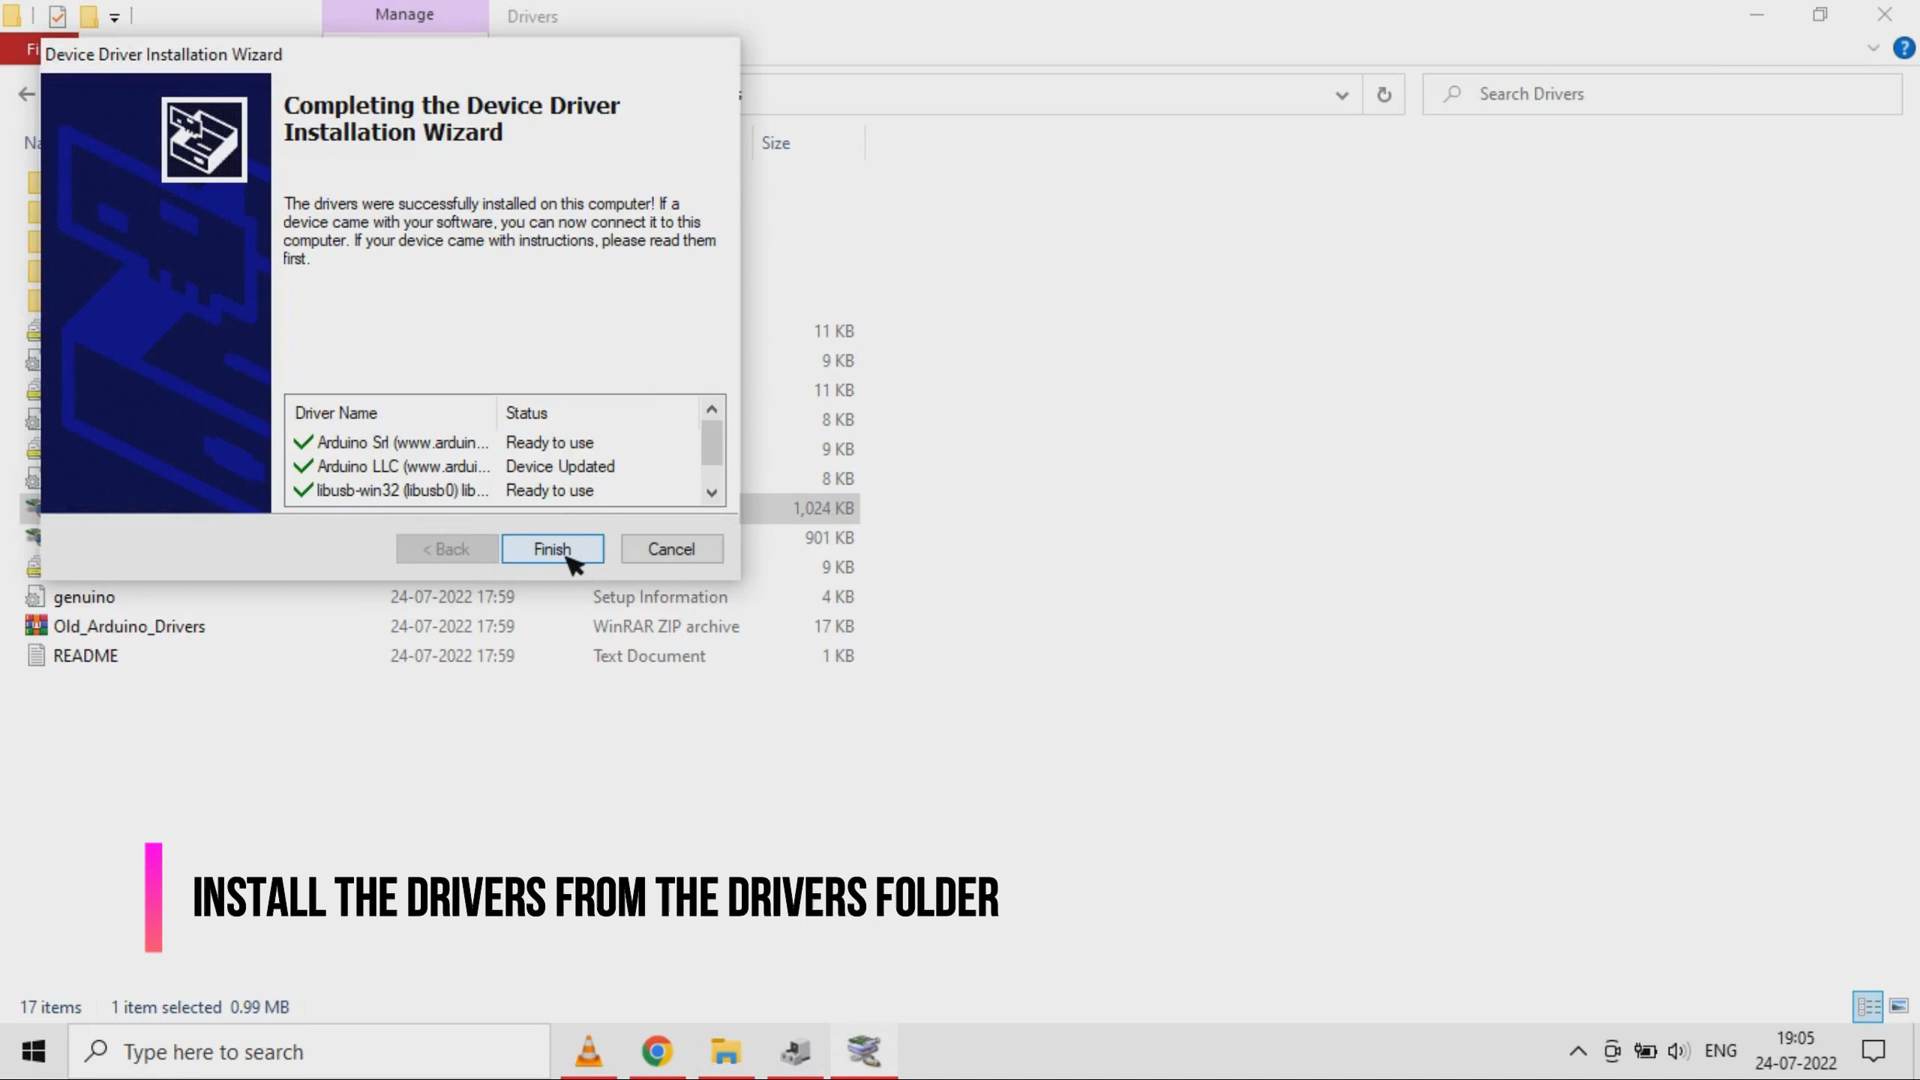 Manage
Drivers
Fi
Device Driver Installation Wizard
Completing the Device Driver
Installation Wizard
The drivers were successfully installed on this computer! If a
device came with your software, you can now connect it to this
computer. If your device came with instructions, please read them
first.
Driver Name Status
Arduino Srl (www.arduin... Ready to use
Arduino LLC (www.ardui... Device Updated
libusb-win32 (libusb0) lib... Ready to use
< Back Finish Cancel
Search Drivers
Na
Size
11 KB
9 KB
11 KB
8 KB
9 KB
8 KB
1,024 KB
901 KB
9 KB
genuino 24-07-2022 17:59 Setup Information 4 KB
Old_Arduino_Drivers 24-07-2022 17:59 WinRAR ZIP archive 17 KB
README 24-07-2022 17:59 Text Document 1 KB
INSTALL THE DRIVERS FROM THE DRIVERS FOLDER
17 items 1 item selected 0.99 MB
Type here to search
ENG
19:05
24-07-2022